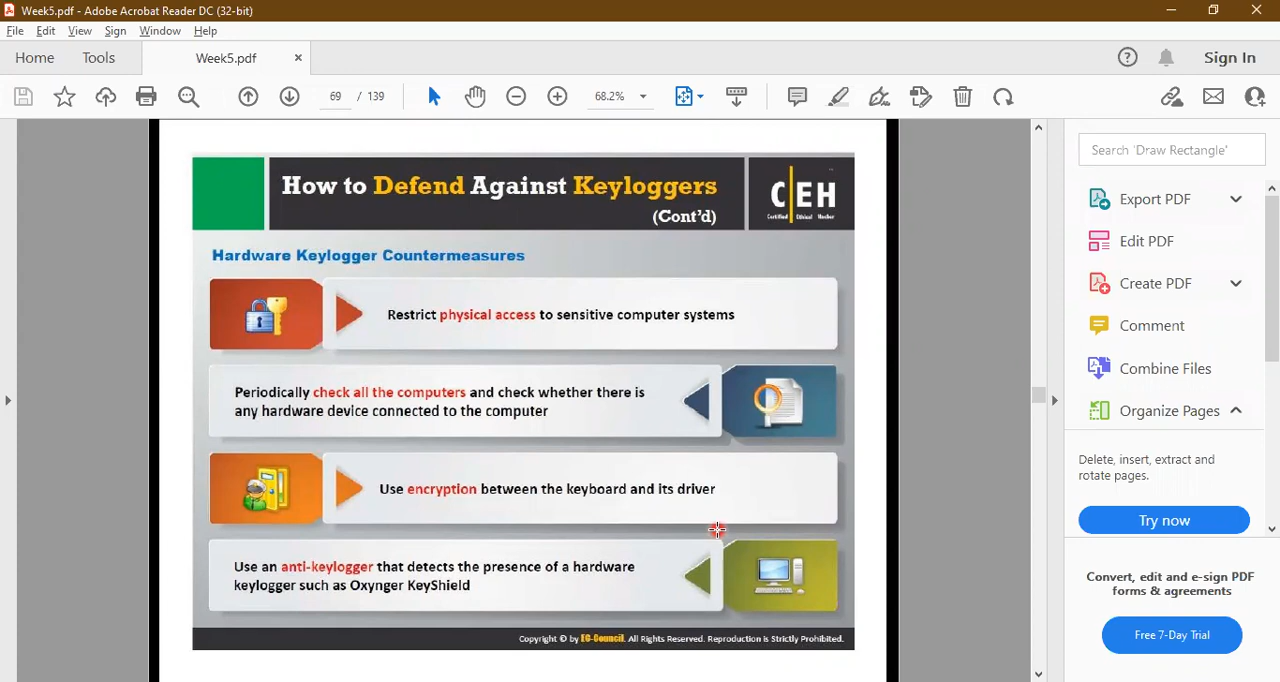 Week5.pdf - Adobe Acrobat Reader DC (32-bit)
File Edit View Sign Window Help
Home Tools Week5.pdf × Sign In
69 / 139 68.2%
Search 'Draw Rectangle'
Export PDF
Edit PDF
Create PDF
Comment
Combine Files
Organize Pages
Delete, insert, extract and
rotate pages.
Try now
Convert, edit and e-sign PDF
forms & agreements
Free 7-Day Trial
How to Defend Against Keyloggers
(Cont'd)
C|EH
Certified Ethical Hacker
Hardware Keylogger Countermeasures
Restrict physical access to sensitive computer systems
Periodically check all the computers and check whether there is
any hardware device connected to the computer
Use encryption between the keyboard and its driver
Use an anti-keylogger that detects the presence of a hardware
keylogger such as Oxynger KeyShield
Copyright © by EC-Council. All Rights Reserved. Reproduction is Strictly Prohibited.